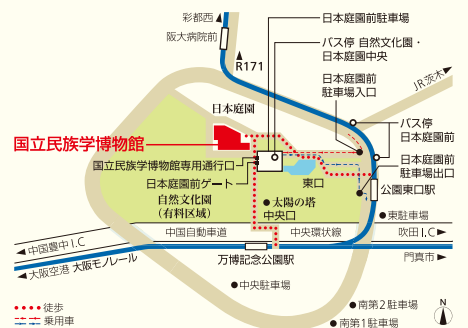 彩都西
阪大病院前
R171
日本庭園前駐車場
バス停 自然文化園・
日本庭園中央
日本庭園前
駐車場入口
JR茨木
日本庭園
国立民族学博物館
バス停
日本庭園前
国立民族学博物館専用通行口
日本庭園前ゲート
自然文化園
(有料区域)
東口
日本庭園前
駐車場出口
公園東口駅
太陽の塔
中央口
東駐車場
中国豊中I.C
中国自動車道
中央環状線
吹田I.C
大阪空港 大阪モノレール
万博記念公園駅
門真市
中央駐車場
南第2駐車場
南第1駐車場
徒歩
乗用車
N